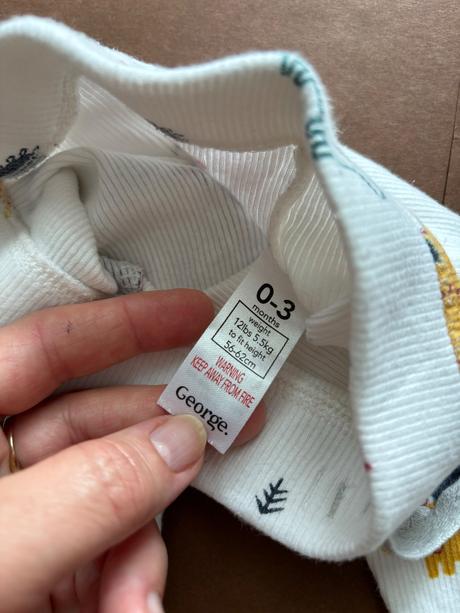 0-3
months
weight
12lbs 5.5kg
to fit height
56-62cm
WARNING
KEEP AWAY FROM FIRE
George.